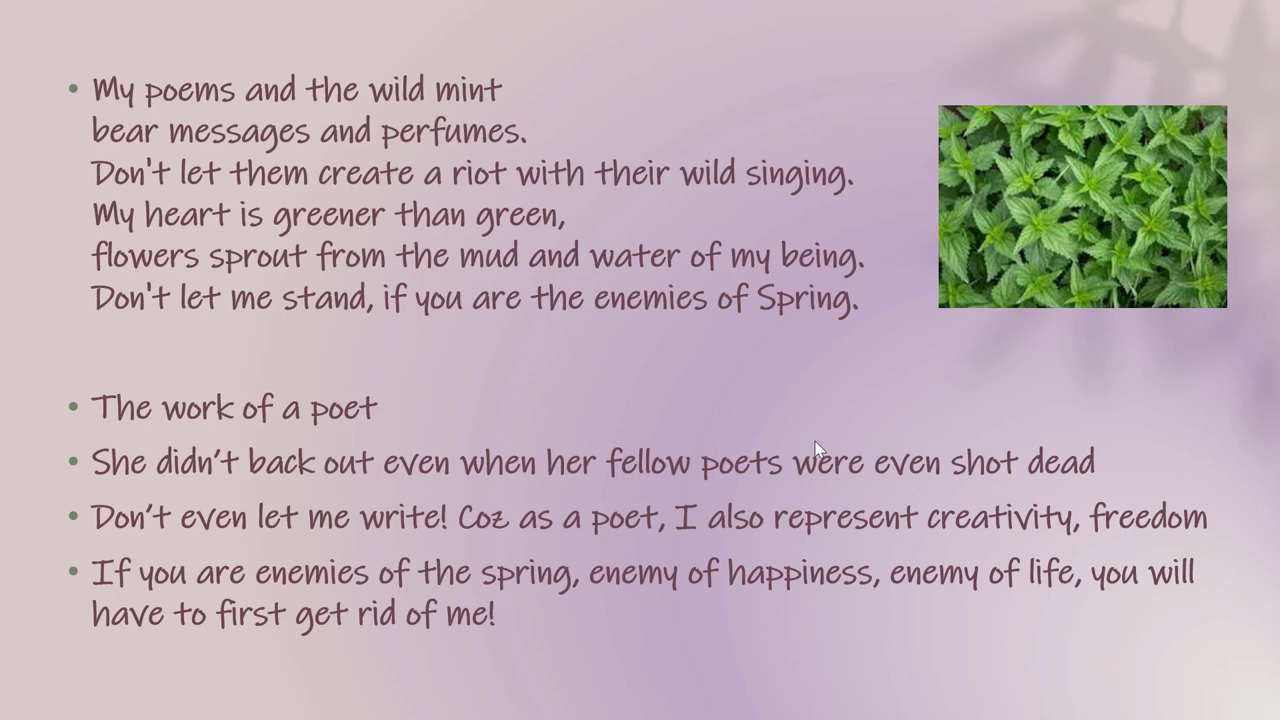 • My poems and the wild mint
bear messages and perfumes.
Don't let them create a riot with their wild singing.
My heart is greener than green,
flowers sprout from the mud and water of my being.
Don't let me stand, if you are the enemies of Spring.
• The work of a poet
• She didn't back out even when her fellow poets were even shot dead
• Don't even let me write! Coz as a poet, I also represent creativity, freedom
• If you are enemies of the spring, enemy of happiness, enemy of life, you will
have to first get rid of me!